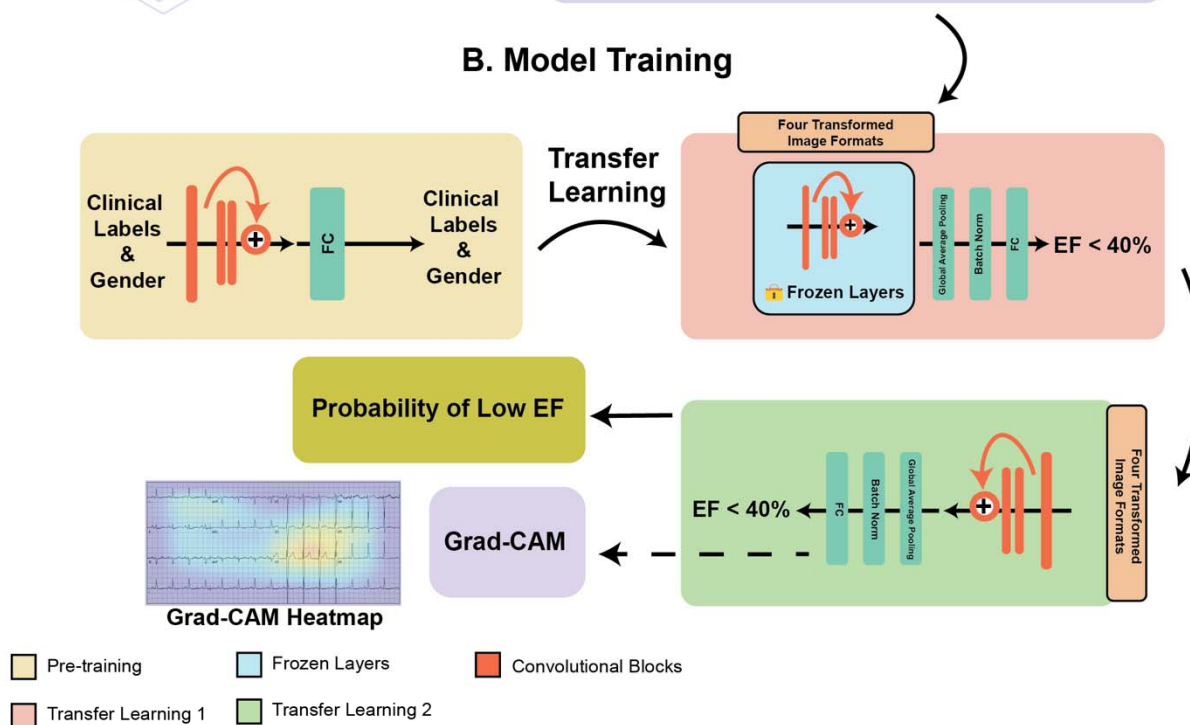 B. Model Training
Clinical
Labels
&
Gender
+
FC
Clinical
Labels
&
Gender
Transfer
Learning
Four Transformed
Image Formats
+
Frozen Layers
Global Average Pooling
Batch Norm
FC
EF < 40%
Probability of Low EF
EF < 40%
FC
Batch Norm
Global Average Pooling
+
Four Transformed
Image Formats
Grad-CAM
Grad-CAM Heatmap
Pre-training
Frozen Layers
Convolutional Blocks
Transfer Learning 1
Transfer Learning 2